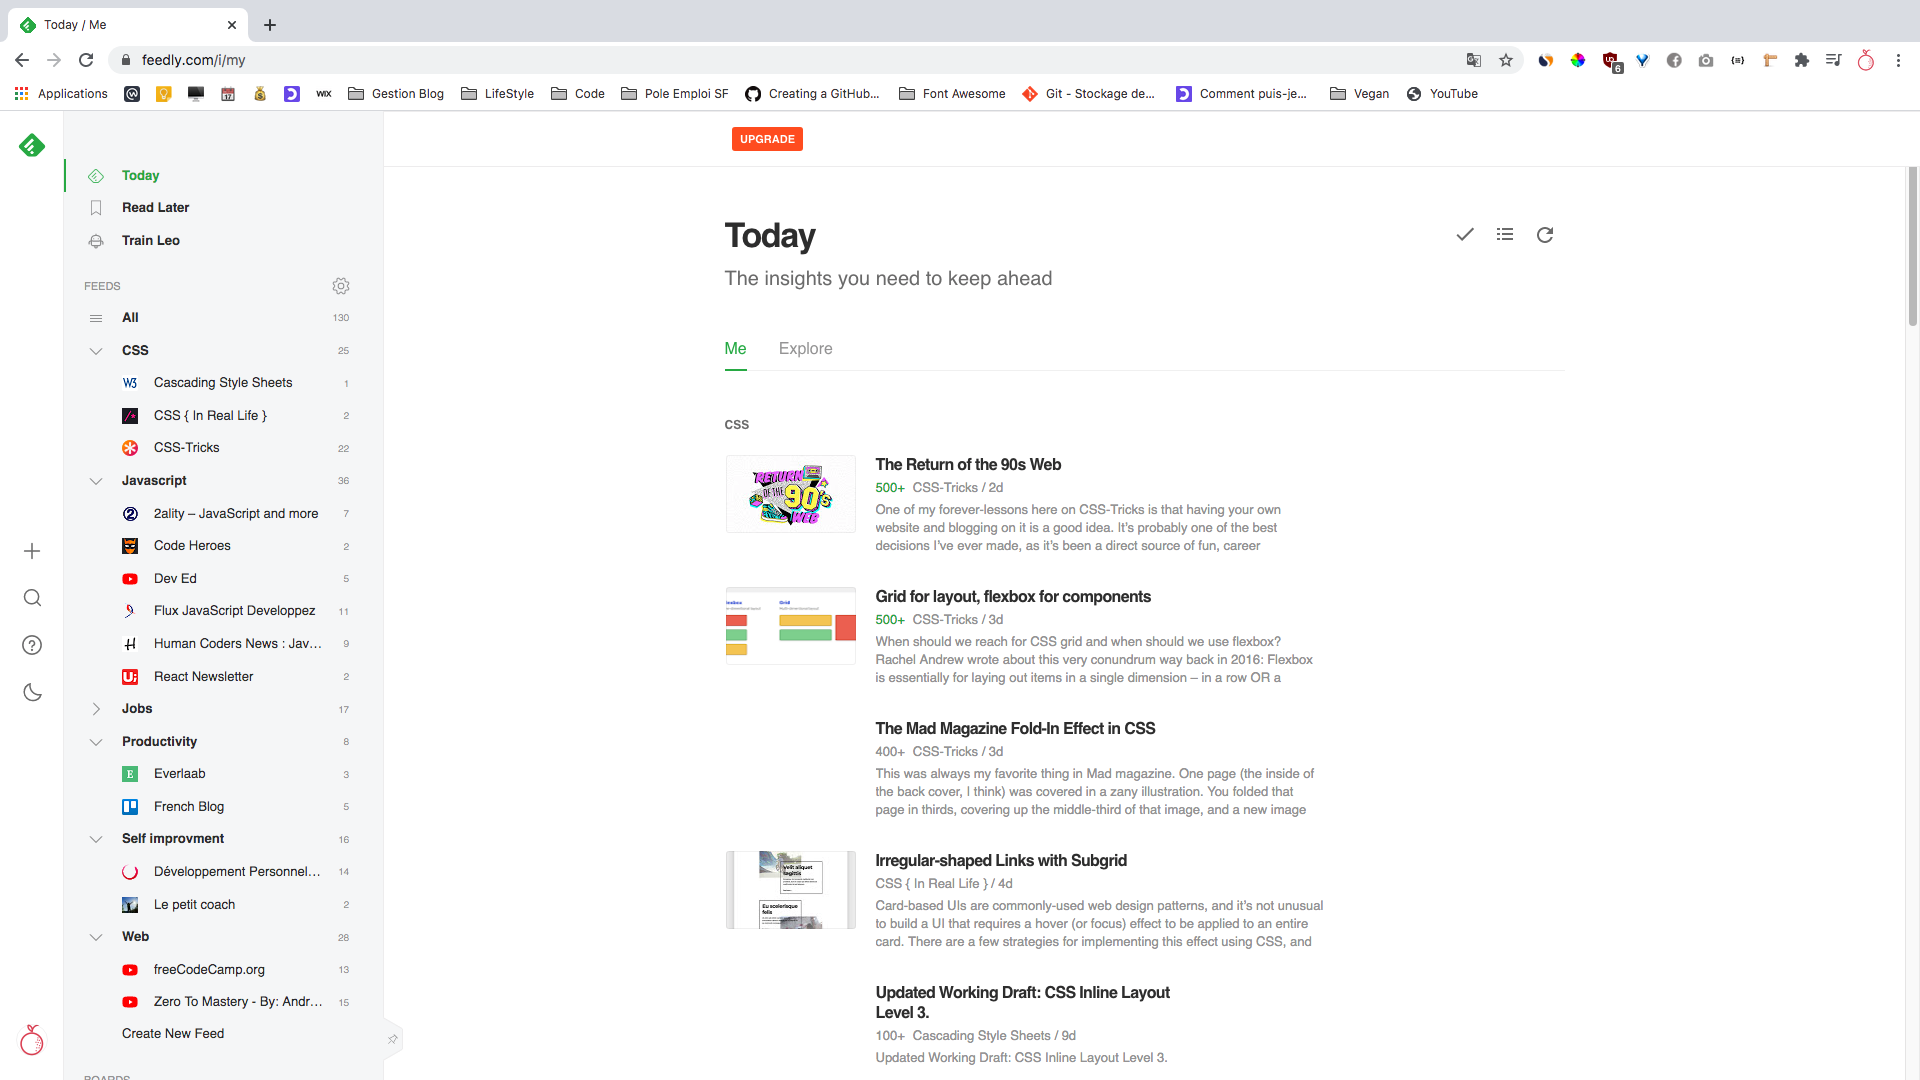 Today / Me
feedly.com/i/my
6
Applications
WiX
Gestion Blog
LifeStyle
Code
Pole Emploi SF
Creating a GitHub...
Font Awesome
Git - Stockage de...
Comment puis-je...
Vegan
YouTube
UPGRADE
Today
Read Later
Train Leo
FEEDS
All 130
CSS 25
W3 Cascading Style Sheets 1
CSS { In Real Life } 2
CSS-Tricks 22
Javascript 36
2ality – JavaScript and more 7
Code Heroes 2
Dev Ed 5
Flux JavaScript Developpez 11
Human Coders News : Jav... 9
React Newsletter 2
Jobs 17
Productivity 8
E Everlaab 3
French Blog 5
Self improvment 16
Développement Personnel... 14
Le petit coach 2
Web 28
freeCodeCamp.org 13
Zero To Mastery - By: Andr... 15
Create New Feed
BOARDS
Today
The insights you need to keep ahead
Me
Explore
CSS
RETURN
OF THE 90's
WEB
The Return of the 90s Web
500+ CSS-Tricks / 2d
One of my forever-lessons here on CSS-Tricks is that having your own
website and blogging on it is a good idea. It's probably one of the best
decisions I've ever made, as it's been a direct source of fun, career
Grid
Grid for layout, flexbox for components
500+ CSS-Tricks / 3d
When should we reach for CSS grid and when should we use flexbox?
Rachel Andrew wrote about this very conundrum way back in 2016: Flexbox
is essentially for laying out items in a single dimension – in a row OR a
The Mad Magazine Fold-In Effect in CSS
400+ CSS-Tricks / 3d
This was always my favorite thing in Mad magazine. One page (the inside of
the back cover, I think) was covered in a zany illustration. You folded that
page in thirds, covering up the middle-third of that image, and a new image
Velit aliquet
sagittis
Eu scelerisque
felis
Irregular-shaped Links with Subgrid
CSS { In Real Life } / 4d
Card-based UIs are commonly-used web design patterns, and it's not unusual
to build a UI that requires a hover (or focus) effect to be applied to an entire
card. There are a few strategies for implementing this effect using CSS, and
Updated Working Draft: CSS Inline Layout
Level 3.
100+ Cascading Style Sheets / 9d
Updated Working Draft: CSS Inline Layout Level 3.